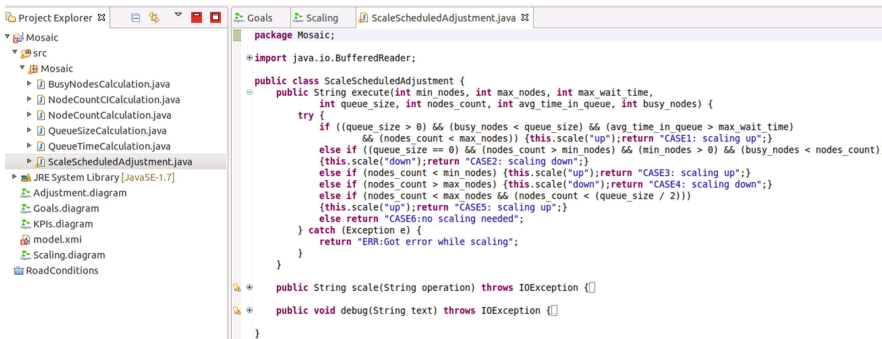 Project Explorer
Mosaic
src
Mosaic
BusyNodesCalculation.java
NodeCountCICalculation.java
NodeCountCalculation.java
QueueSizeCalculation.java
QueueTimeCalculation.java
ScaleScheduledAdjustment.java
JRE System Library [JavaSE-1.7]
Adjustment.diagram
Goals.diagram
KPIs.diagram
model.xmi
Scaling.diagram
RoadConditions
Goals
Scaling
ScaleScheduledAdjustment.java
package Mosaic;
import java.io.BufferedReader;
public class ScaleScheduledAdjustment {
public String execute(int min_nodes, int max_nodes, int max_wait_time,
int queue_size, int nodes_count, int avg_time_in_queue, int busy_nodes) {
try {
if ((queue_size > 0) && (busy_nodes < queue_size) && (avg_time_in_queue > max_wait_time)
&& (nodes_count < max_nodes)) {this.scale("up");return "CASE1: scaling up";}
else if ((queue_size == 0) && (nodes_count > min_nodes) && (min_nodes > 0) && (busy_nodes < nodes_count)
{this.scale("down");return "CASE2: scaling down";}
else if (nodes_count < min_nodes) {this.scale("up");return "CASE3: scaling up";}
else if (nodes_count > max_nodes) {this.scale("down");return "CASE4: scaling down";}
else if (nodes_count < max_nodes && (nodes_count < (queue_size / 2)))
{this.scale("up");return "CASE5: scaling up";}
else return "CASE6:no scaling needed";
} catch (Exception e) {
return "ERR:Got error while scaling";
}
}
public String scale(String operation) throws IOException {
public void debug(String text) throws IOException {
}